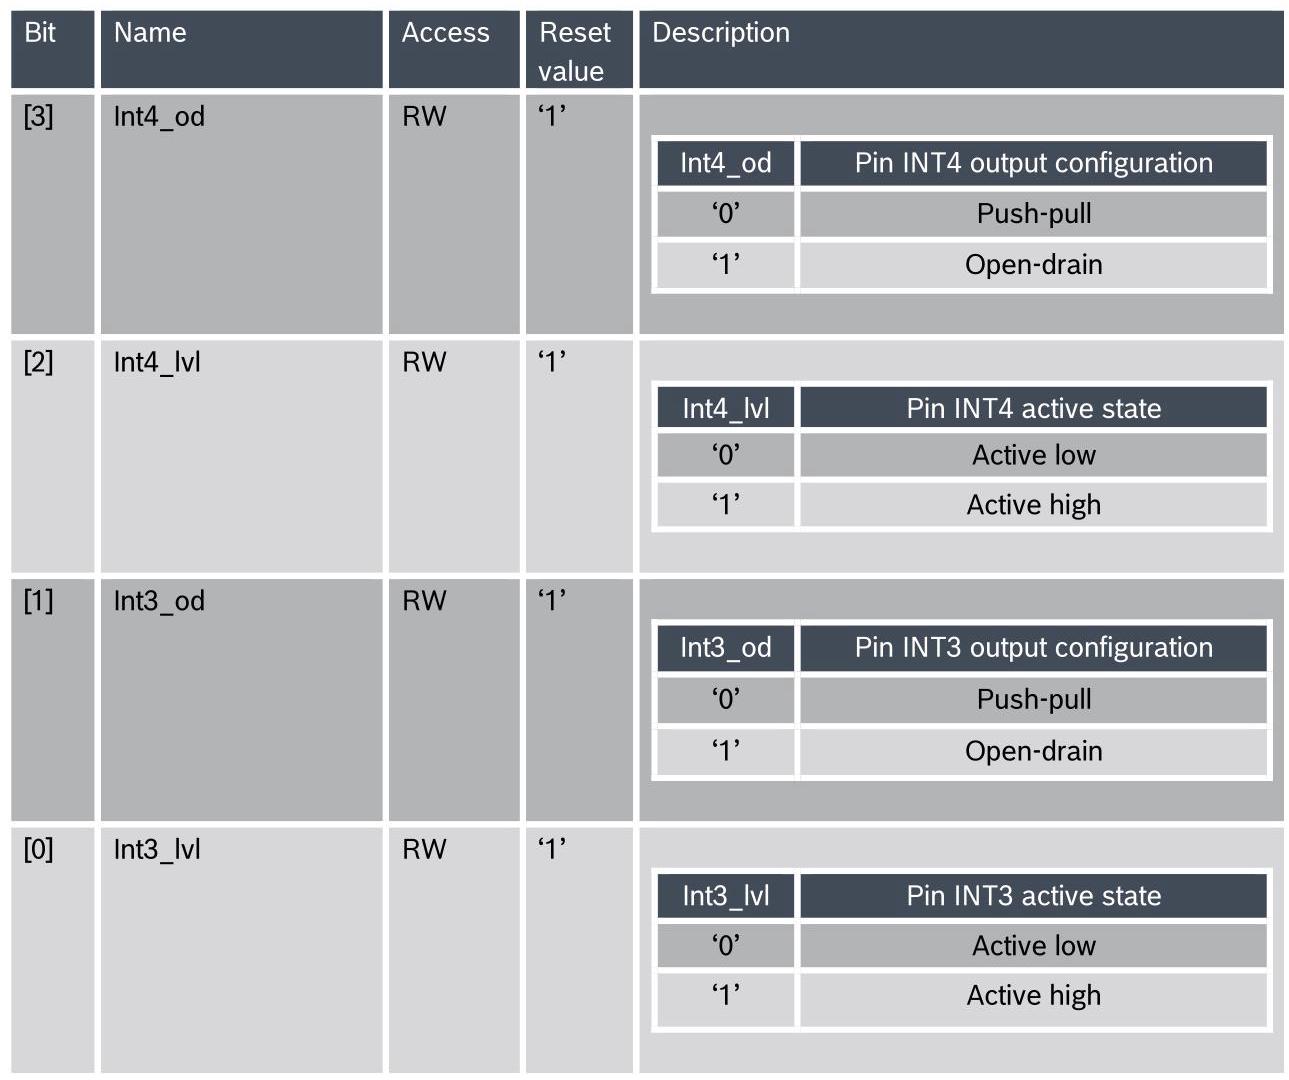 Bit Name Access Reset value Description
[3] Int4_od RW ‘1’
Int4_od Pin INT4 output configuration
‘0’ Push-pull
‘1’ Open-drain
[2] Int4_lvl RW ‘1’
Int4_lvl Pin INT4 active state
‘0’ Active low
‘1’ Active high
[1] Int3_od RW ‘1’
Int3_od Pin INT3 output configuration
‘0’ Push-pull
‘1’ Open-drain
[0] Int3_lvl RW ‘1’
Int3_lvl Pin INT3 active state
‘0’ Active low
‘1’ Active high